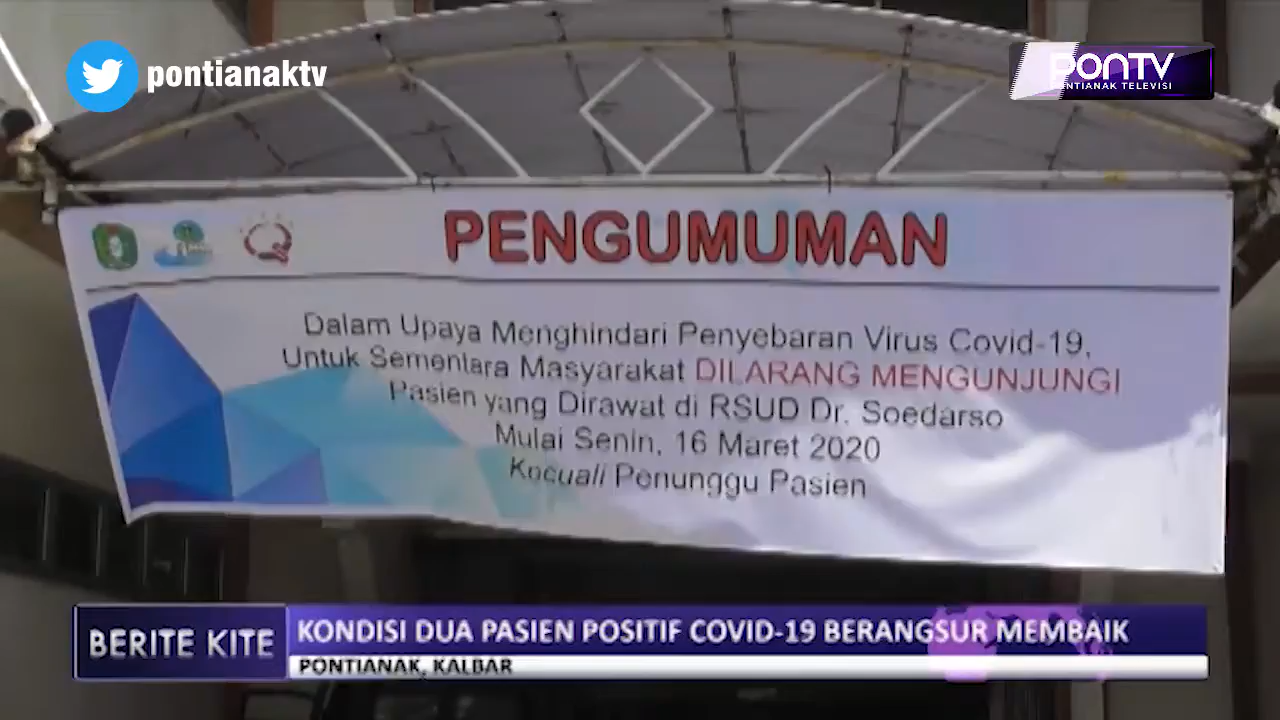 pontianaktv
PONTV
PONTIANAK TELEVISI
PENGUMUMAN
Dalam Upaya Menghindari Penyebaran Virus Covid-19,
Untuk Sementara Masyarakat DILARANG MENGUNJUNGI
Pasien yang Dirawat di RSUD Dr. Soedarso
Mulai Senin, 16 Maret 2020
Kecuali Penunggu Pasien
BERITE KITE
KONDISI DUA PASIEN POSITIF COVID-19 BERANGSUR MEMBAIK
PONTIANAK, KALBAR